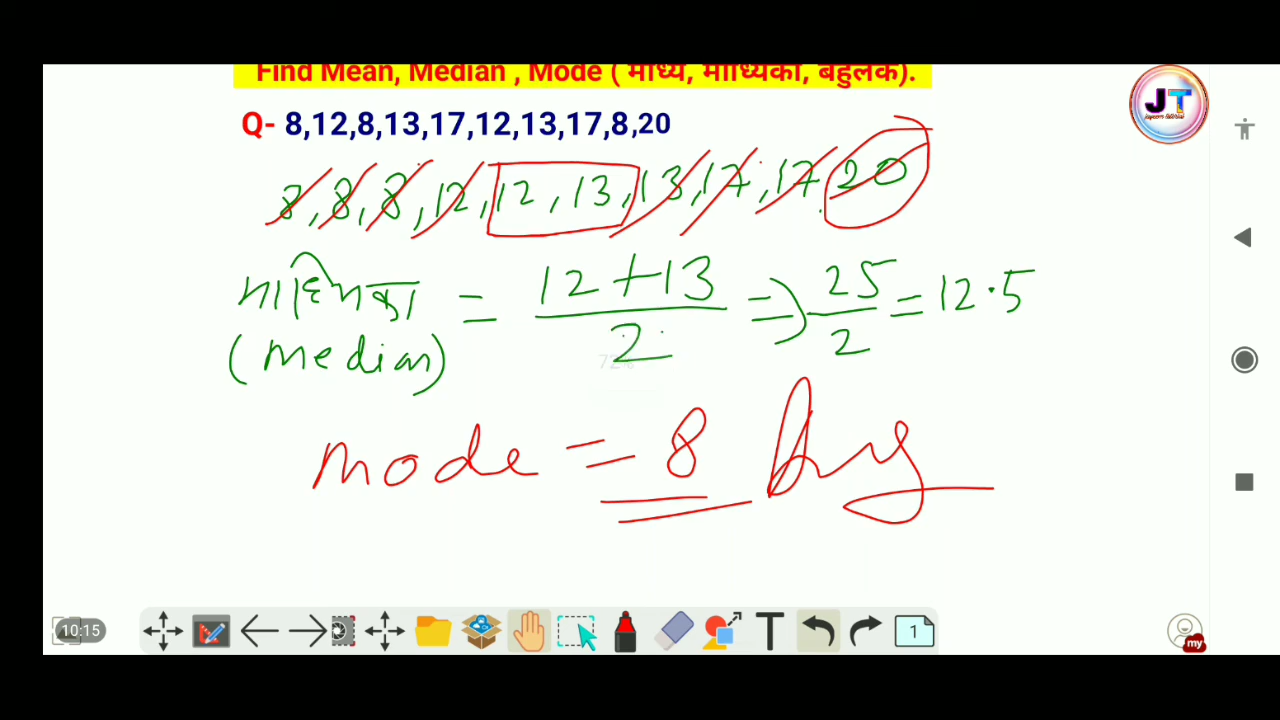 Find Mean, Median , Mode ( माध्य, माध्यिका, बहुलक).
JT
Q- 8,12,8,13,17,12,13,17,8,20
8, 8, 8, 12, 12, 13, 13, 17, 17, 20
(Median) = 12+13 / 2 => 25 / 2 = 12.5
72%
mode = 8 Ans
10:15
T
1
my